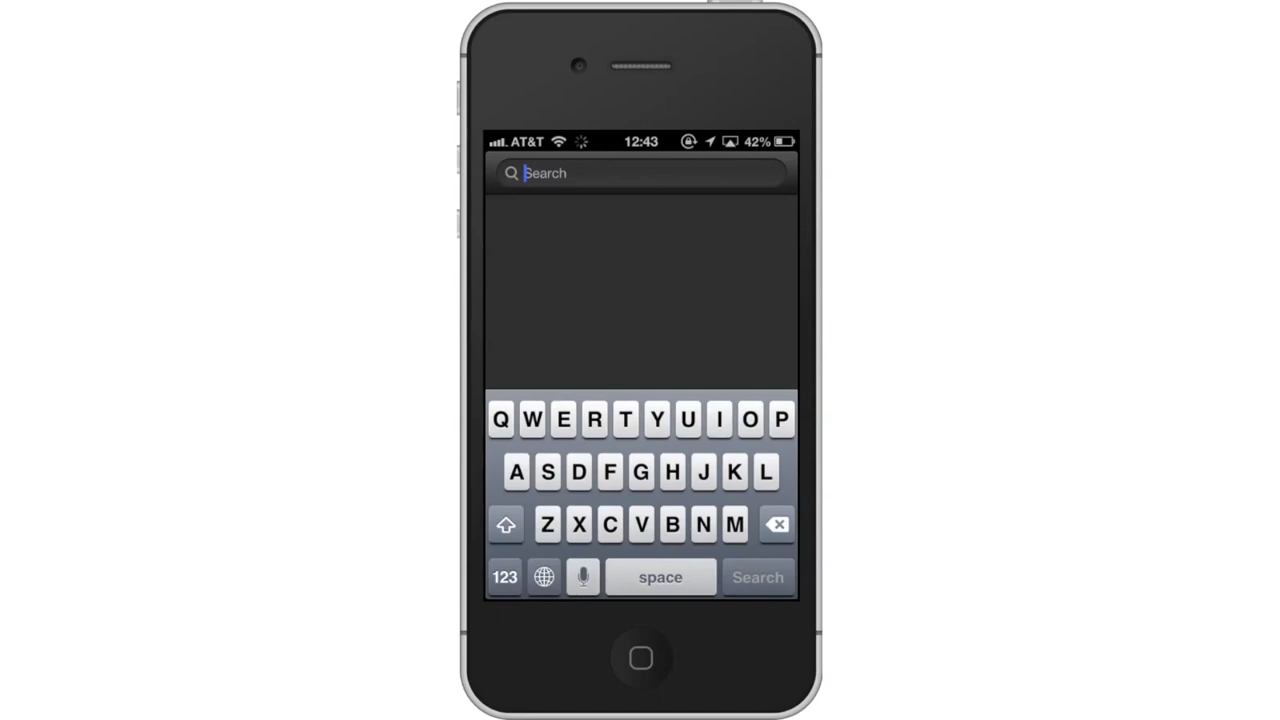 AT&T 12:43 42%
Search
Q W E R T Y U I O P
A S D F G H J K L
Z X C V B N M
123 space Search